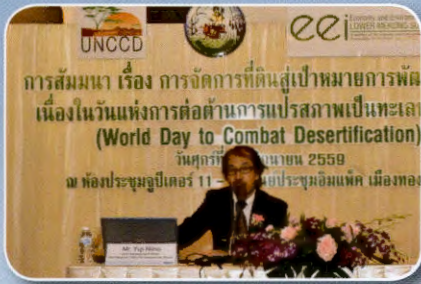 UNCCD
eei
การสัมมนา เรื่อง การจัดการที่ดินสู่เป้าหมายการพัฒ
เนื่องในวันแห่งการต่อต้านการแปรสภาพเป็นทะเล
(World Day to Combat Desertification)
วันศุกร์ที่ นายน 2559
ณ ห้องประชุมจูปิเตอร์ 11 - ย์ประชุมอิมแพ็ค เมืองทอง
Mr. Yuji Niino